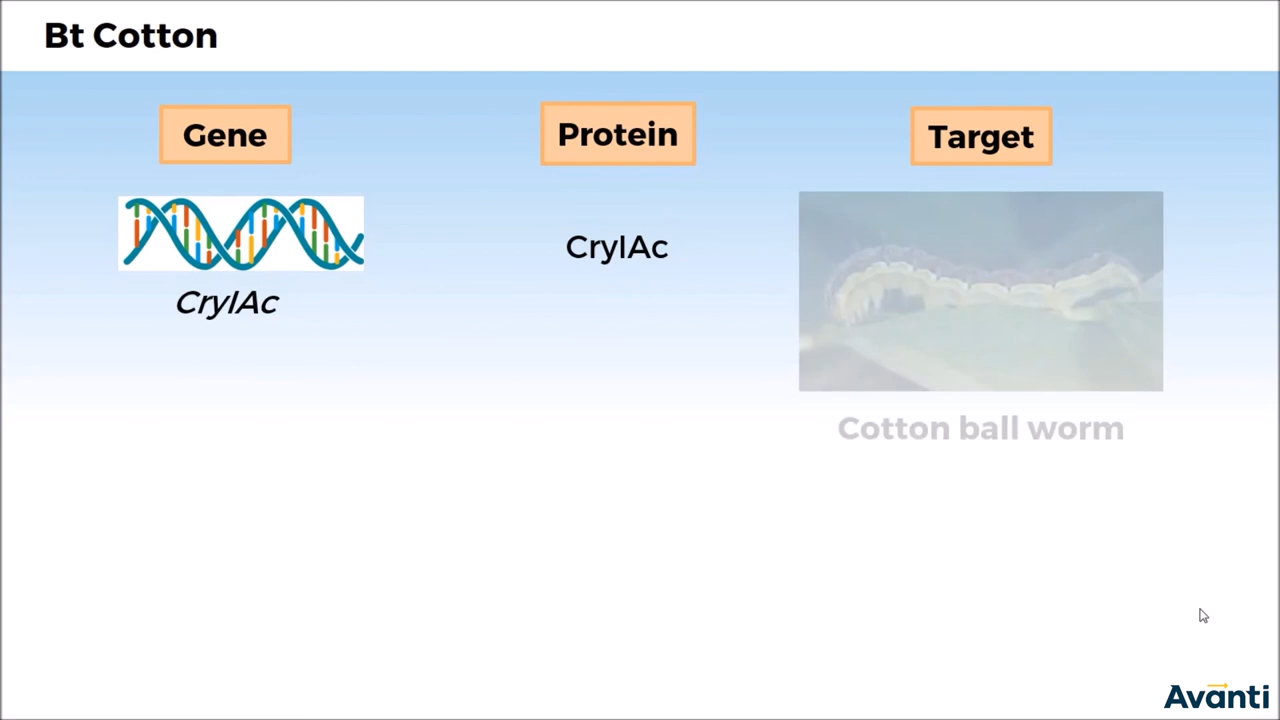 Bt Cotton
Gene
Protein
Target
CryIAc
CryIAc
Cotton ball worm
Avanti